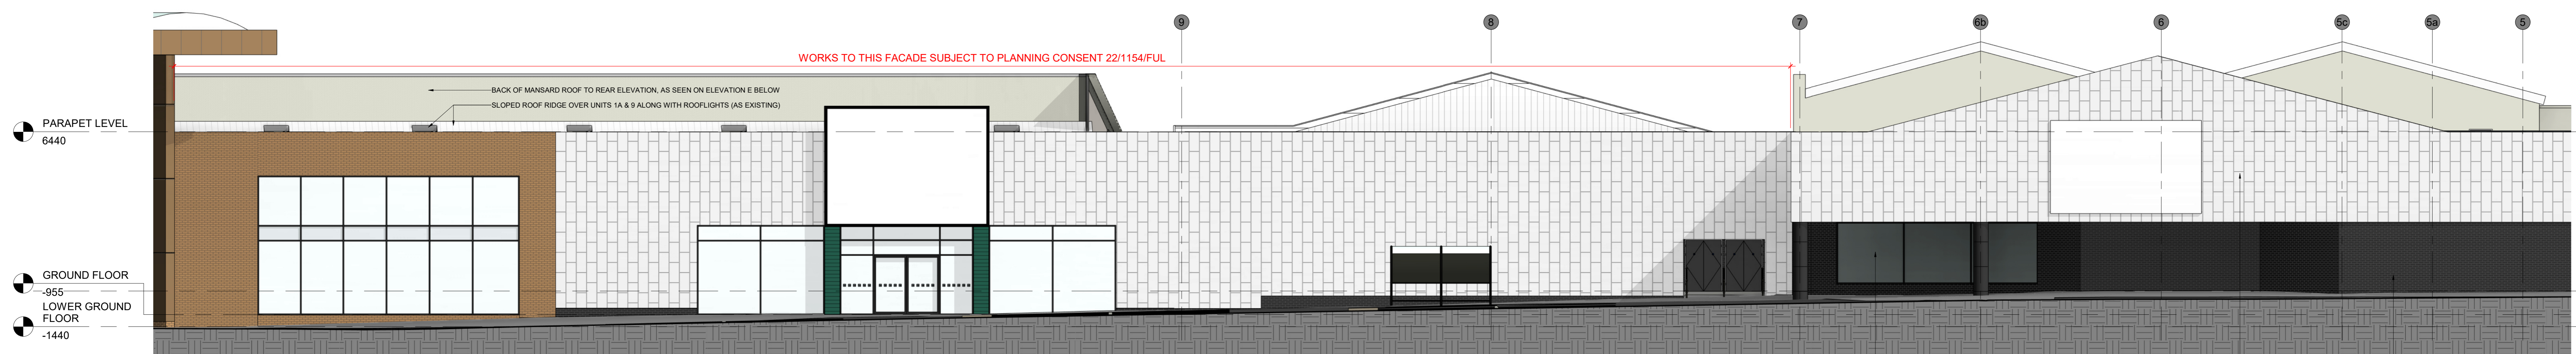 9
8
7
6b
6
5c
5a
5
WORKS TO THIS FACADE SUBJECT TO PLANNING CONSENT 22/1154/FUL
BACK OF MANSARD ROOF TO REAR ELEVATION, AS SEEN ON ELEVATION E BELOW
SLOPED ROOF RIDGE OVER UNITS 1A & 9 ALONG WITH ROOFLIGHTS (AS EXISTING)
PARAPET LEVEL
6440
GROUND FLOOR
-955
LOWER GROUND
FLOOR
-1440